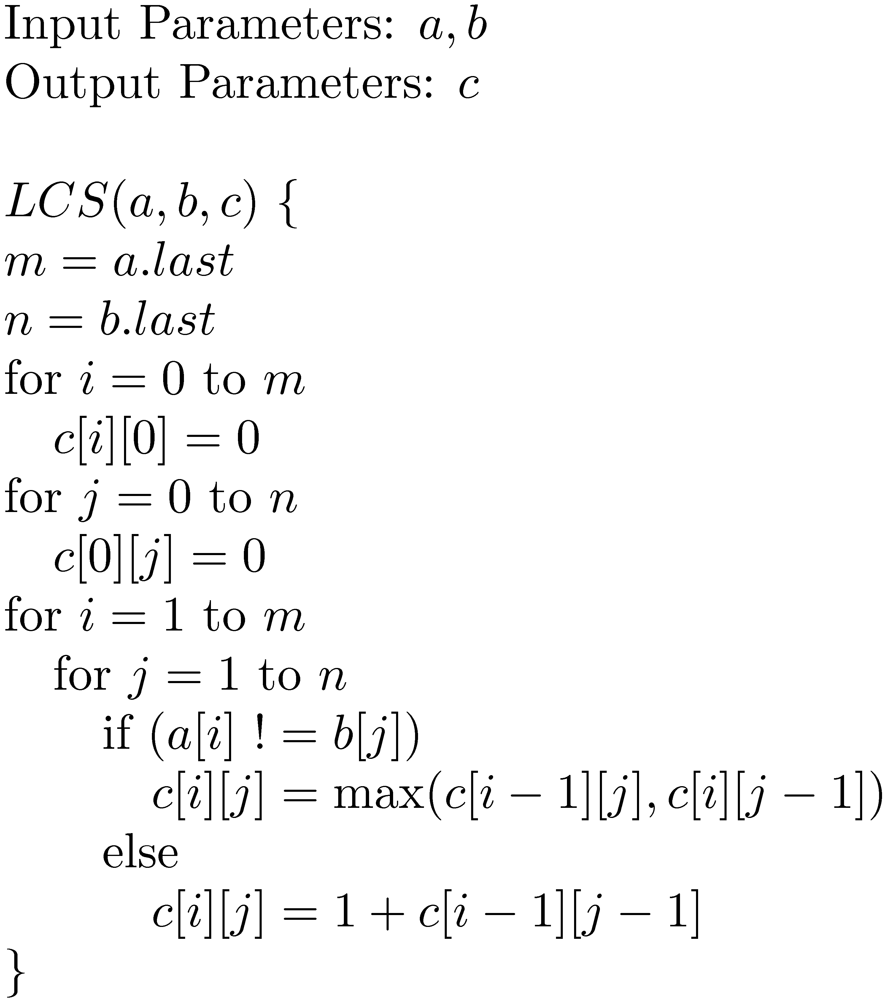 Input Parameters: a, b
Output Parameters: c
LCS(a, b, c) {
m = a.last
n = b.last
for i = 0 to m
c[i][0] = 0
for j = 0 to n
c[0][j] = 0
for i = 1 to m
for j = 1 to n
if (a[i] ! = b[j])
c[i][j] = max(c[i − 1][j], c[i][j − 1])
else
c[i][j] = 1 + c[i − 1][j − 1]
}